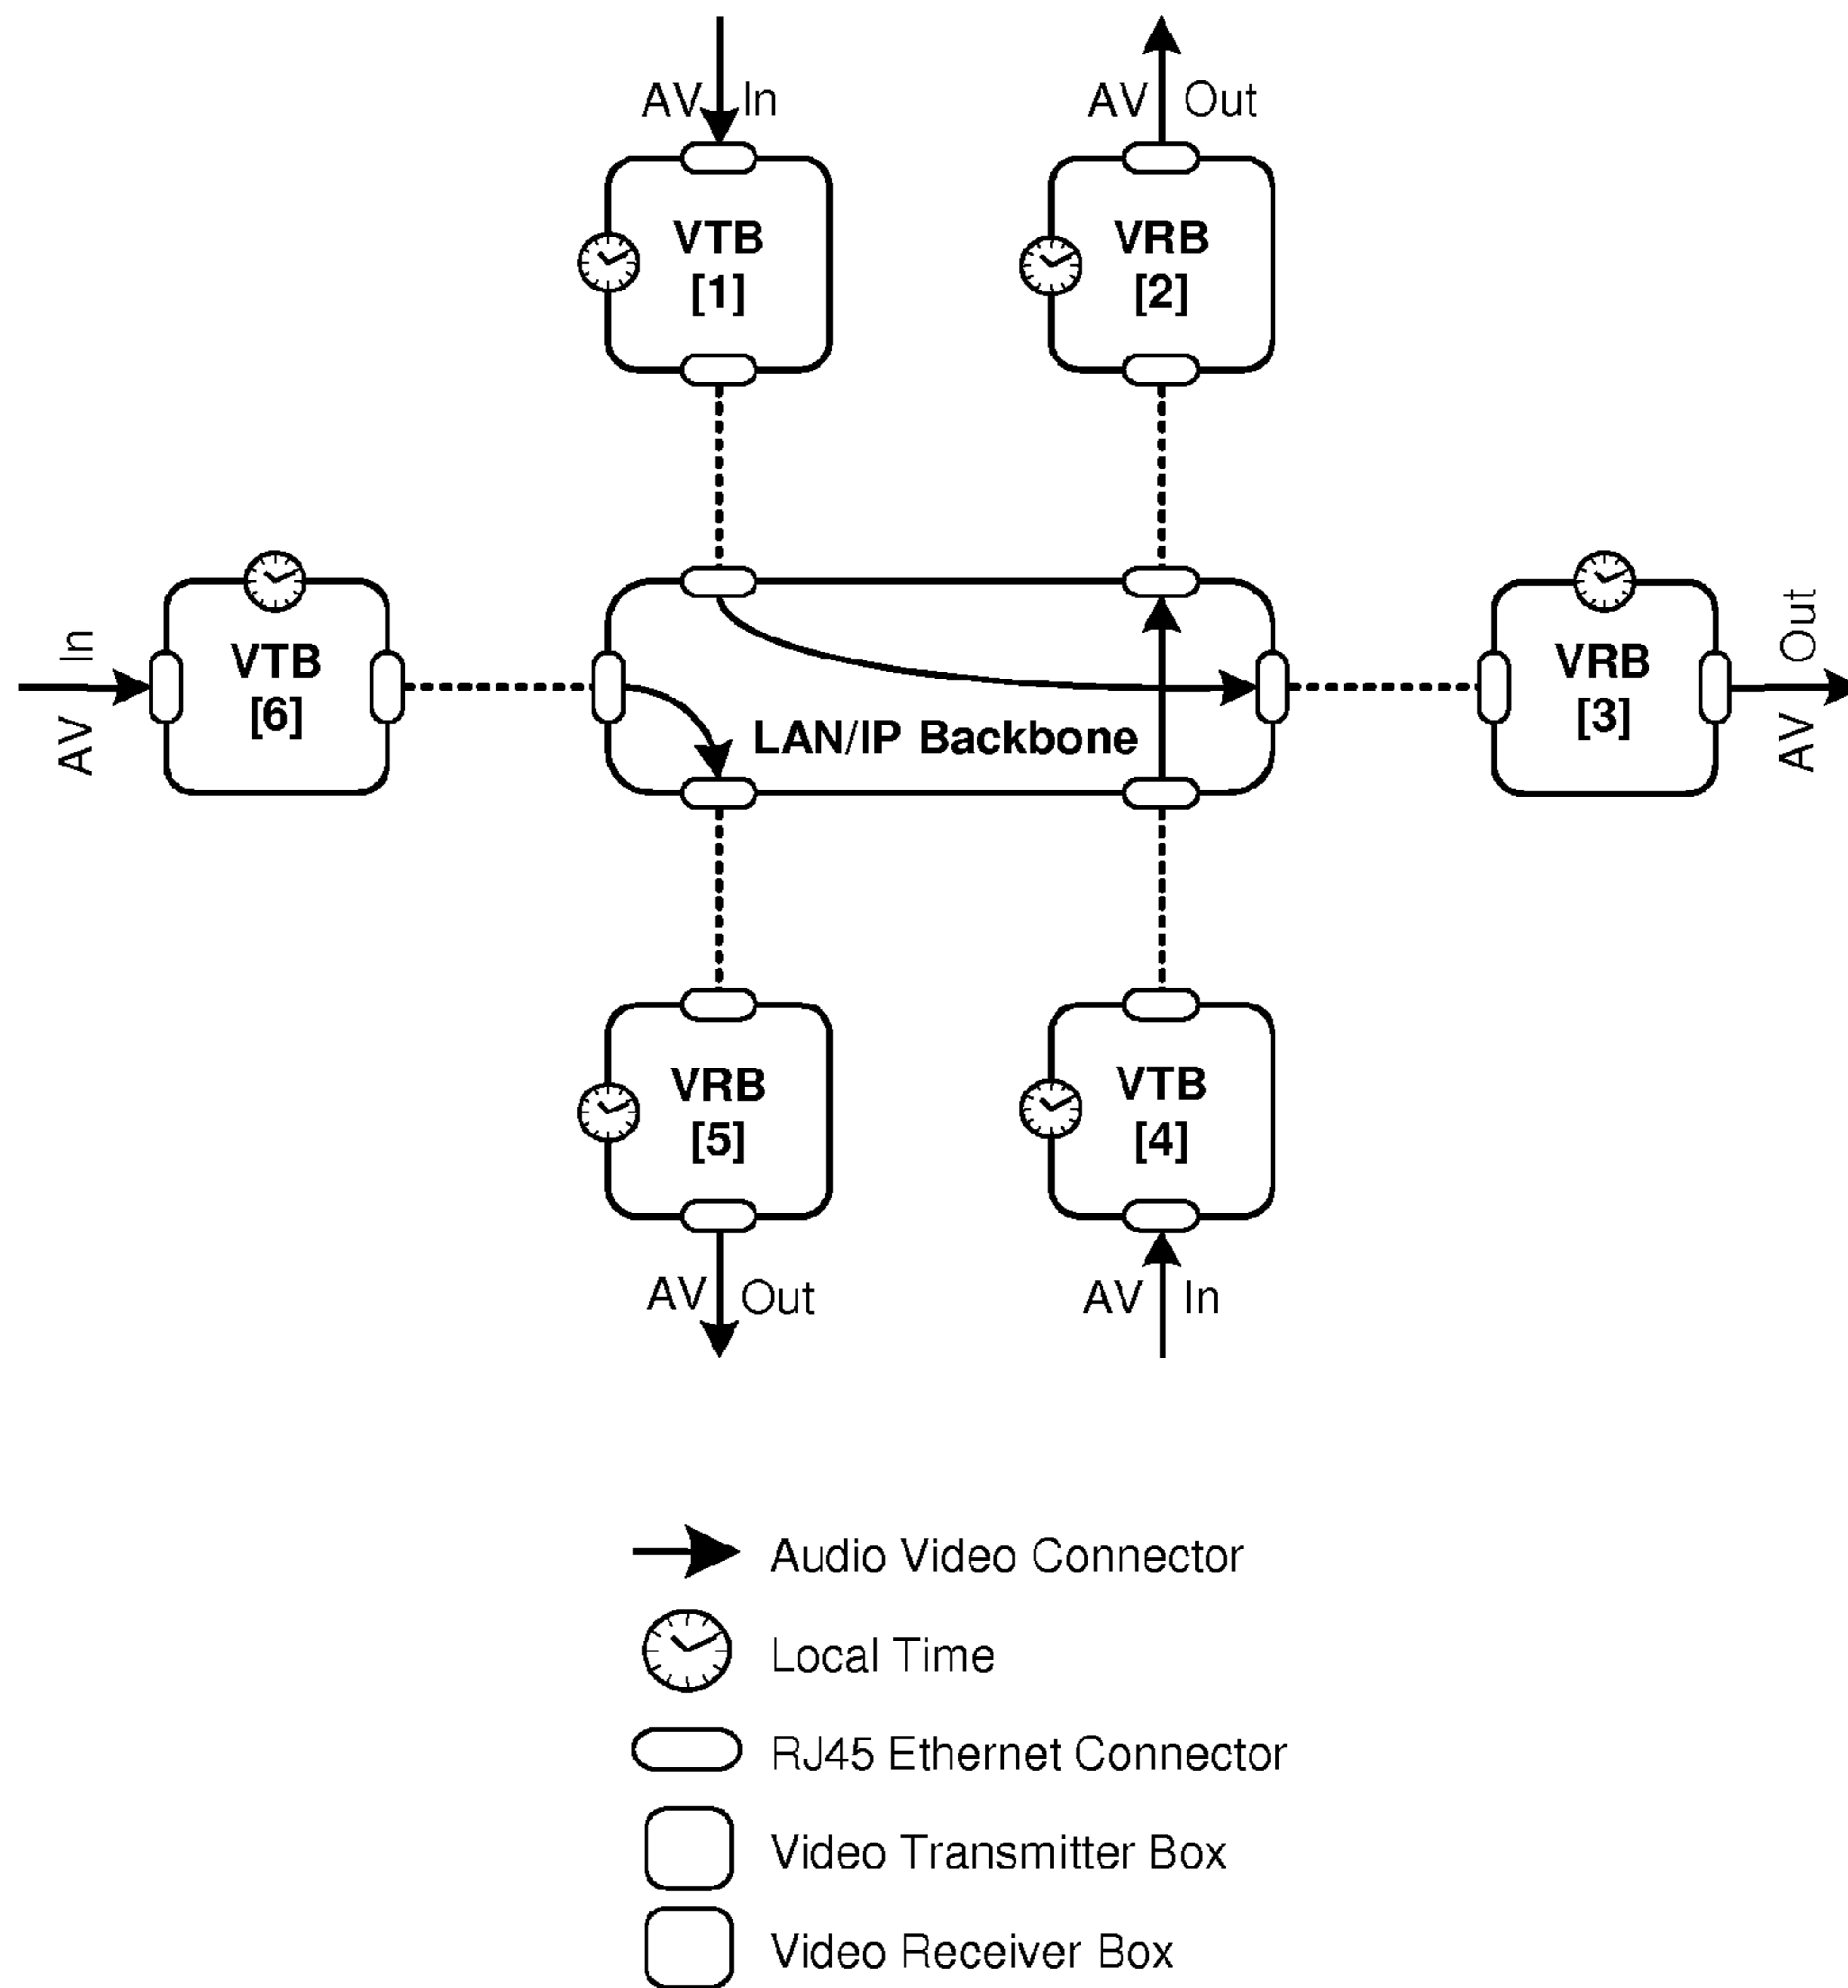 AV In
AV Out
VTB
[1]
VRB
[2]
AV In
VTB
[6]
LAN/IP Backbone
VRB
[3]
AV Out
VRB
[5]
VTB
[4]
AV Out
AV In
Audio Video Connector
Local Time
RJ45 Ethernet Connector
Video Transmitter Box
Video Receiver Box